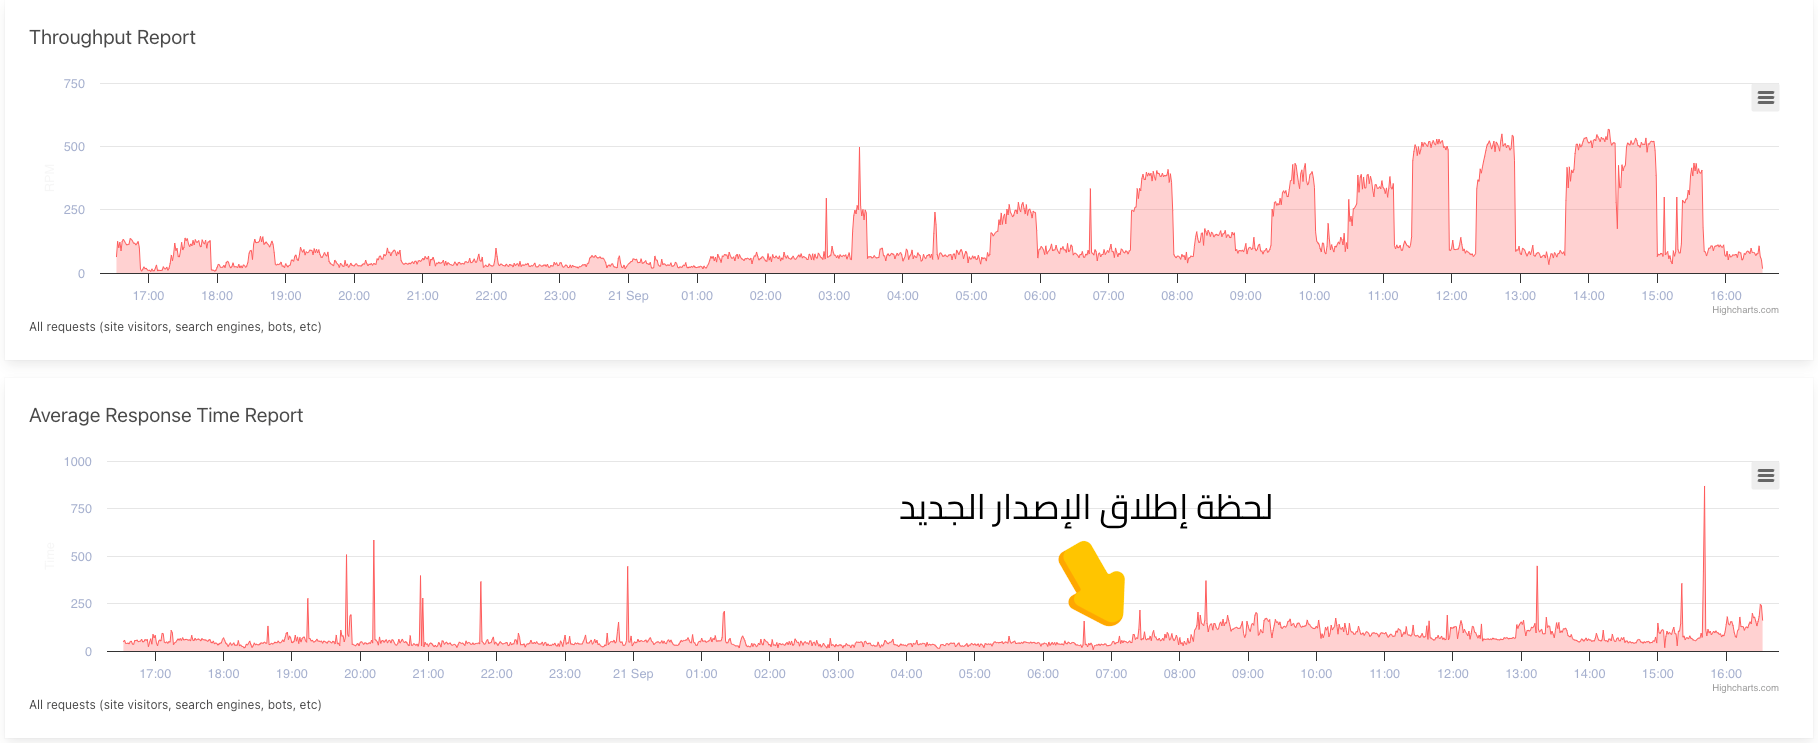 Throughput Report
750
500
250
0
RPM
17:00 18:00 19:00 20:00 21:00 22:00 23:00 21 Sep 01:00 02:00 03:00 04:00 05:00 06:00 07:00 08:00 09:00 10:00 11:00 12:00 13:00 14:00 15:00 16:00
Highcharts.com
All requests (site visitors, search engines, bots, etc)
Average Response Time Report
1000
750
500
250
0
Time
لحظة إطلاق الإصدار الجديد
17:00 18:00 19:00 20:00 21:00 22:00 23:00 21 Sep 01:00 02:00 03:00 04:00 05:00 06:00 07:00 08:00 09:00 10:00 11:00 12:00 13:00 14:00 15:00 16:00
Highcharts.com
All requests (site visitors, search engines, bots, etc)